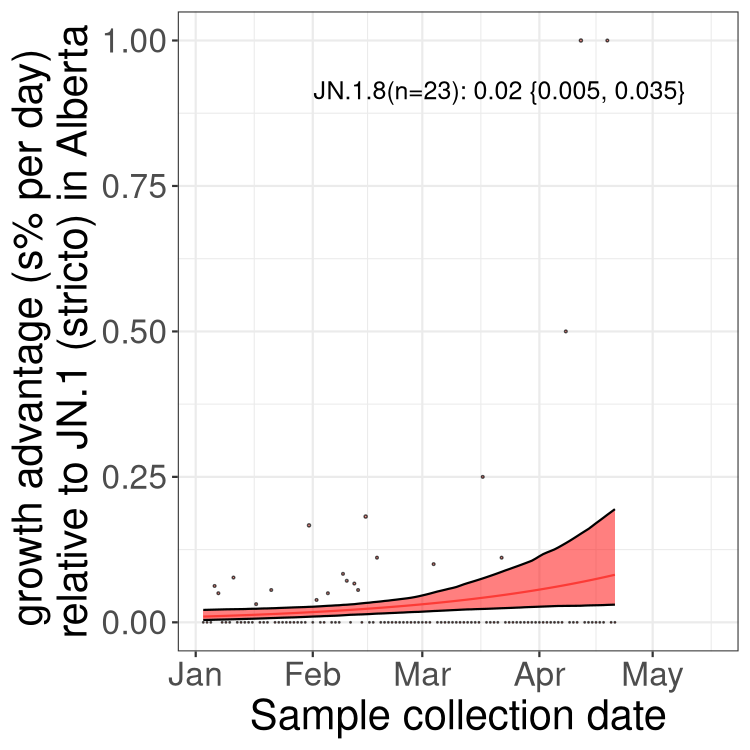 growth advantage (s% per day)
relative to JN.1 (stricto) in Alberta
1.00
0.75
0.50
0.25
0.00
JN.1.8(n=23): 0.02 {0.005, 0.035}
Jan Feb Mar Apr May
Sample collection date